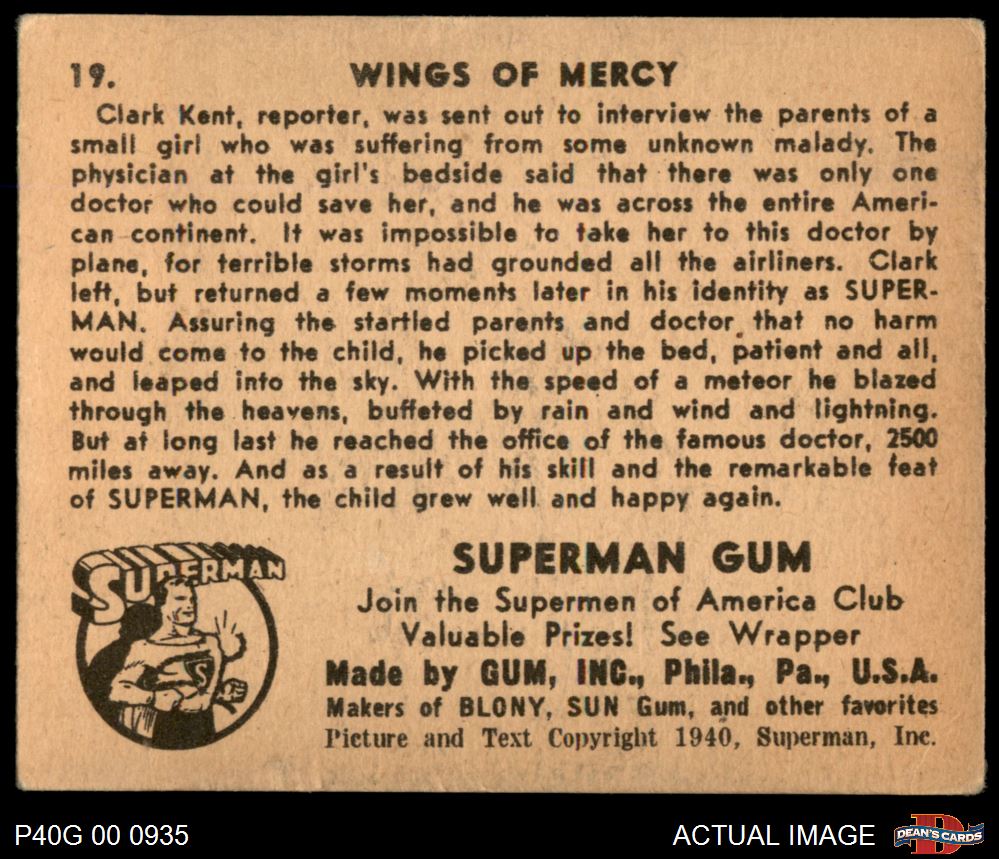 19. WINGS OF MERCY
Clark Kent, reporter, was sent out to interview the parents of a
small girl who was suffering from some unknown malady. The
physician at the girl's bedside said that there was only one
doctor who could save her, and he was across the entire Ameri-
can continent. It was impossible to take her to this doctor by
plane, for terrible storms had grounded all the airliners. Clark
left, but returned a few moments later in his identity as SUPER-
MAN. Assuring the startled parents and doctor that no harm
would come to the child, he picked up the bed, patient and all,
and leaped into the sky. With the speed of a meteor he blazed
through the heavens, buffeted by rain and wind and lightning.
But at long last he reached the office of the famous doctor, 2500
miles away. And as a result of his skill and the remarkable feat
of SUPERMAN, the child grew well and happy again.
SUPERMAN
S
SUPERMAN GUM
Join the Supermen of America Club
Valuable Prizes! See Wrapper
Made by GUM, INC., Phila., Pa., U.S.A.
Makers of BLONY, SUN Gum, and other favorites
Picture and Text Copyright 1940, Superman, Inc.
P40G 00 0935
ACTUAL IMAGE
D
DEAN'S CARDS